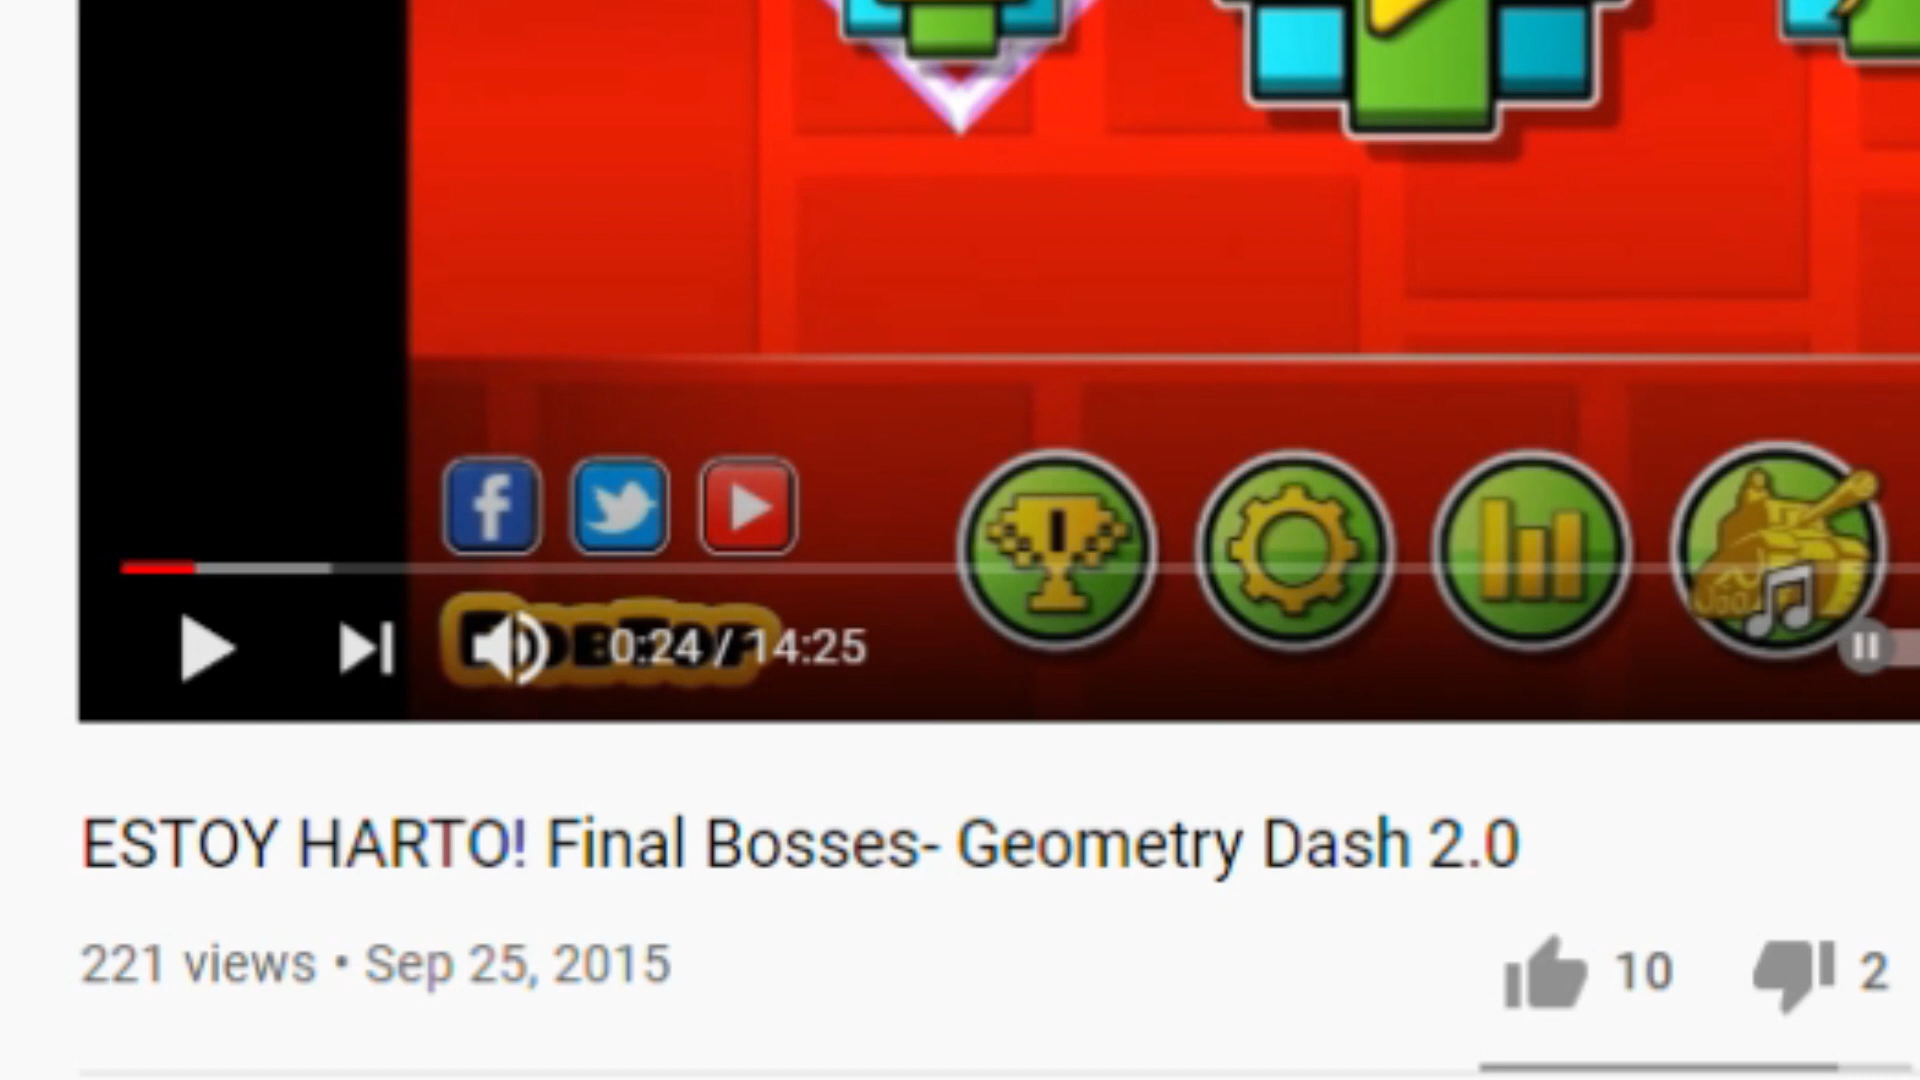 0:24 / 14:25
ESTOY HARTO! Final Bosses- Geometry Dash 2.0
221 views • Sep 25, 2015
10
2